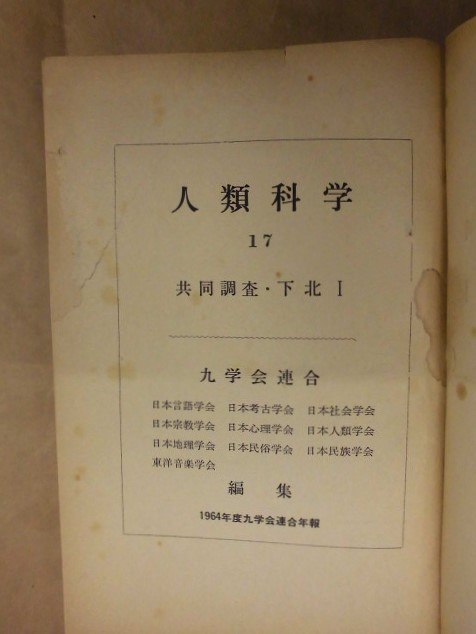 人類科学
17
共同調査・下北Ⅰ
九学会連合
日本言語学会 日本考古学会 日本社会学会
日本宗教学会 日本心理学会 日本人類学会
日本地理学会 日本民俗学会 日本民族学会
東洋音楽学会
編集
1964年度九学会連合年報